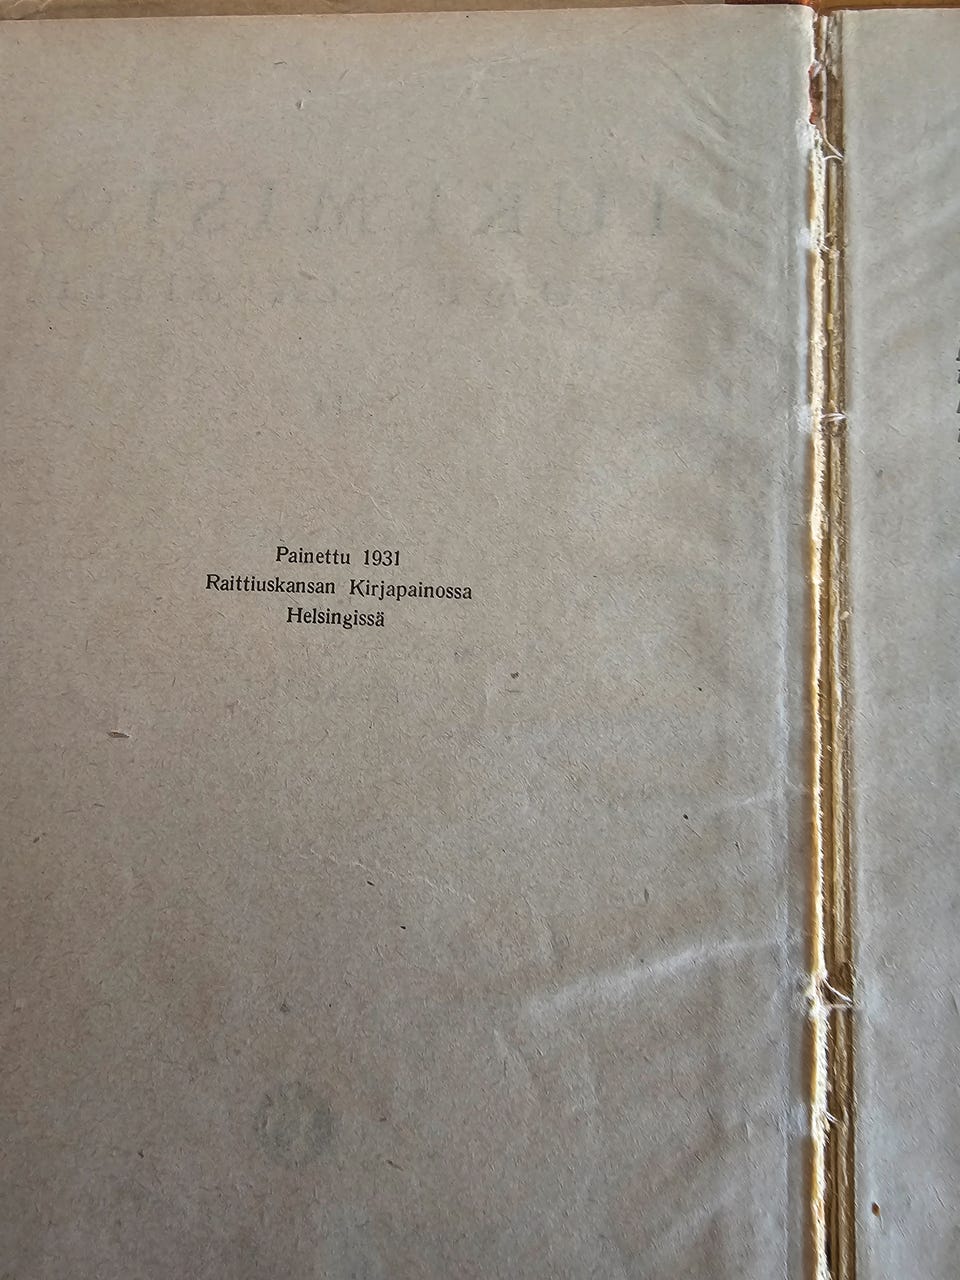 Painettu 1931
Raittiuskansan Kirjapainossa
Helsingissä